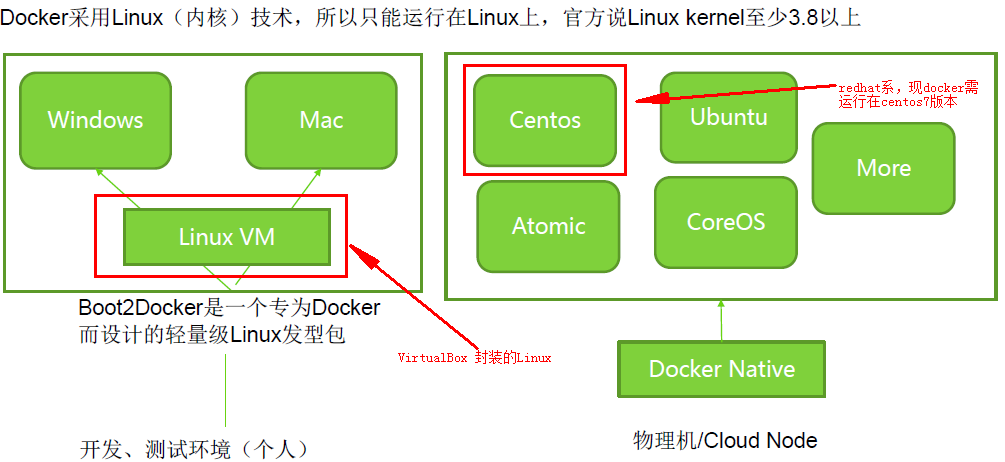 Docker采用Linux（内核）技术，所以只能运行在Linux上，官方说Linux kernel至少3.8以上
Windows
Mac
Linux VM
Boot2Docker是一个专为Docker
而设计的轻量级Linux发型包
VirtualBox 封装的Linux
开发、测试环境（个人）
Centos
Ubuntu
redhat系，现docker需
运行在centos7版本
More
Atomic
CoreOS
Docker Native
物理机/Cloud Node